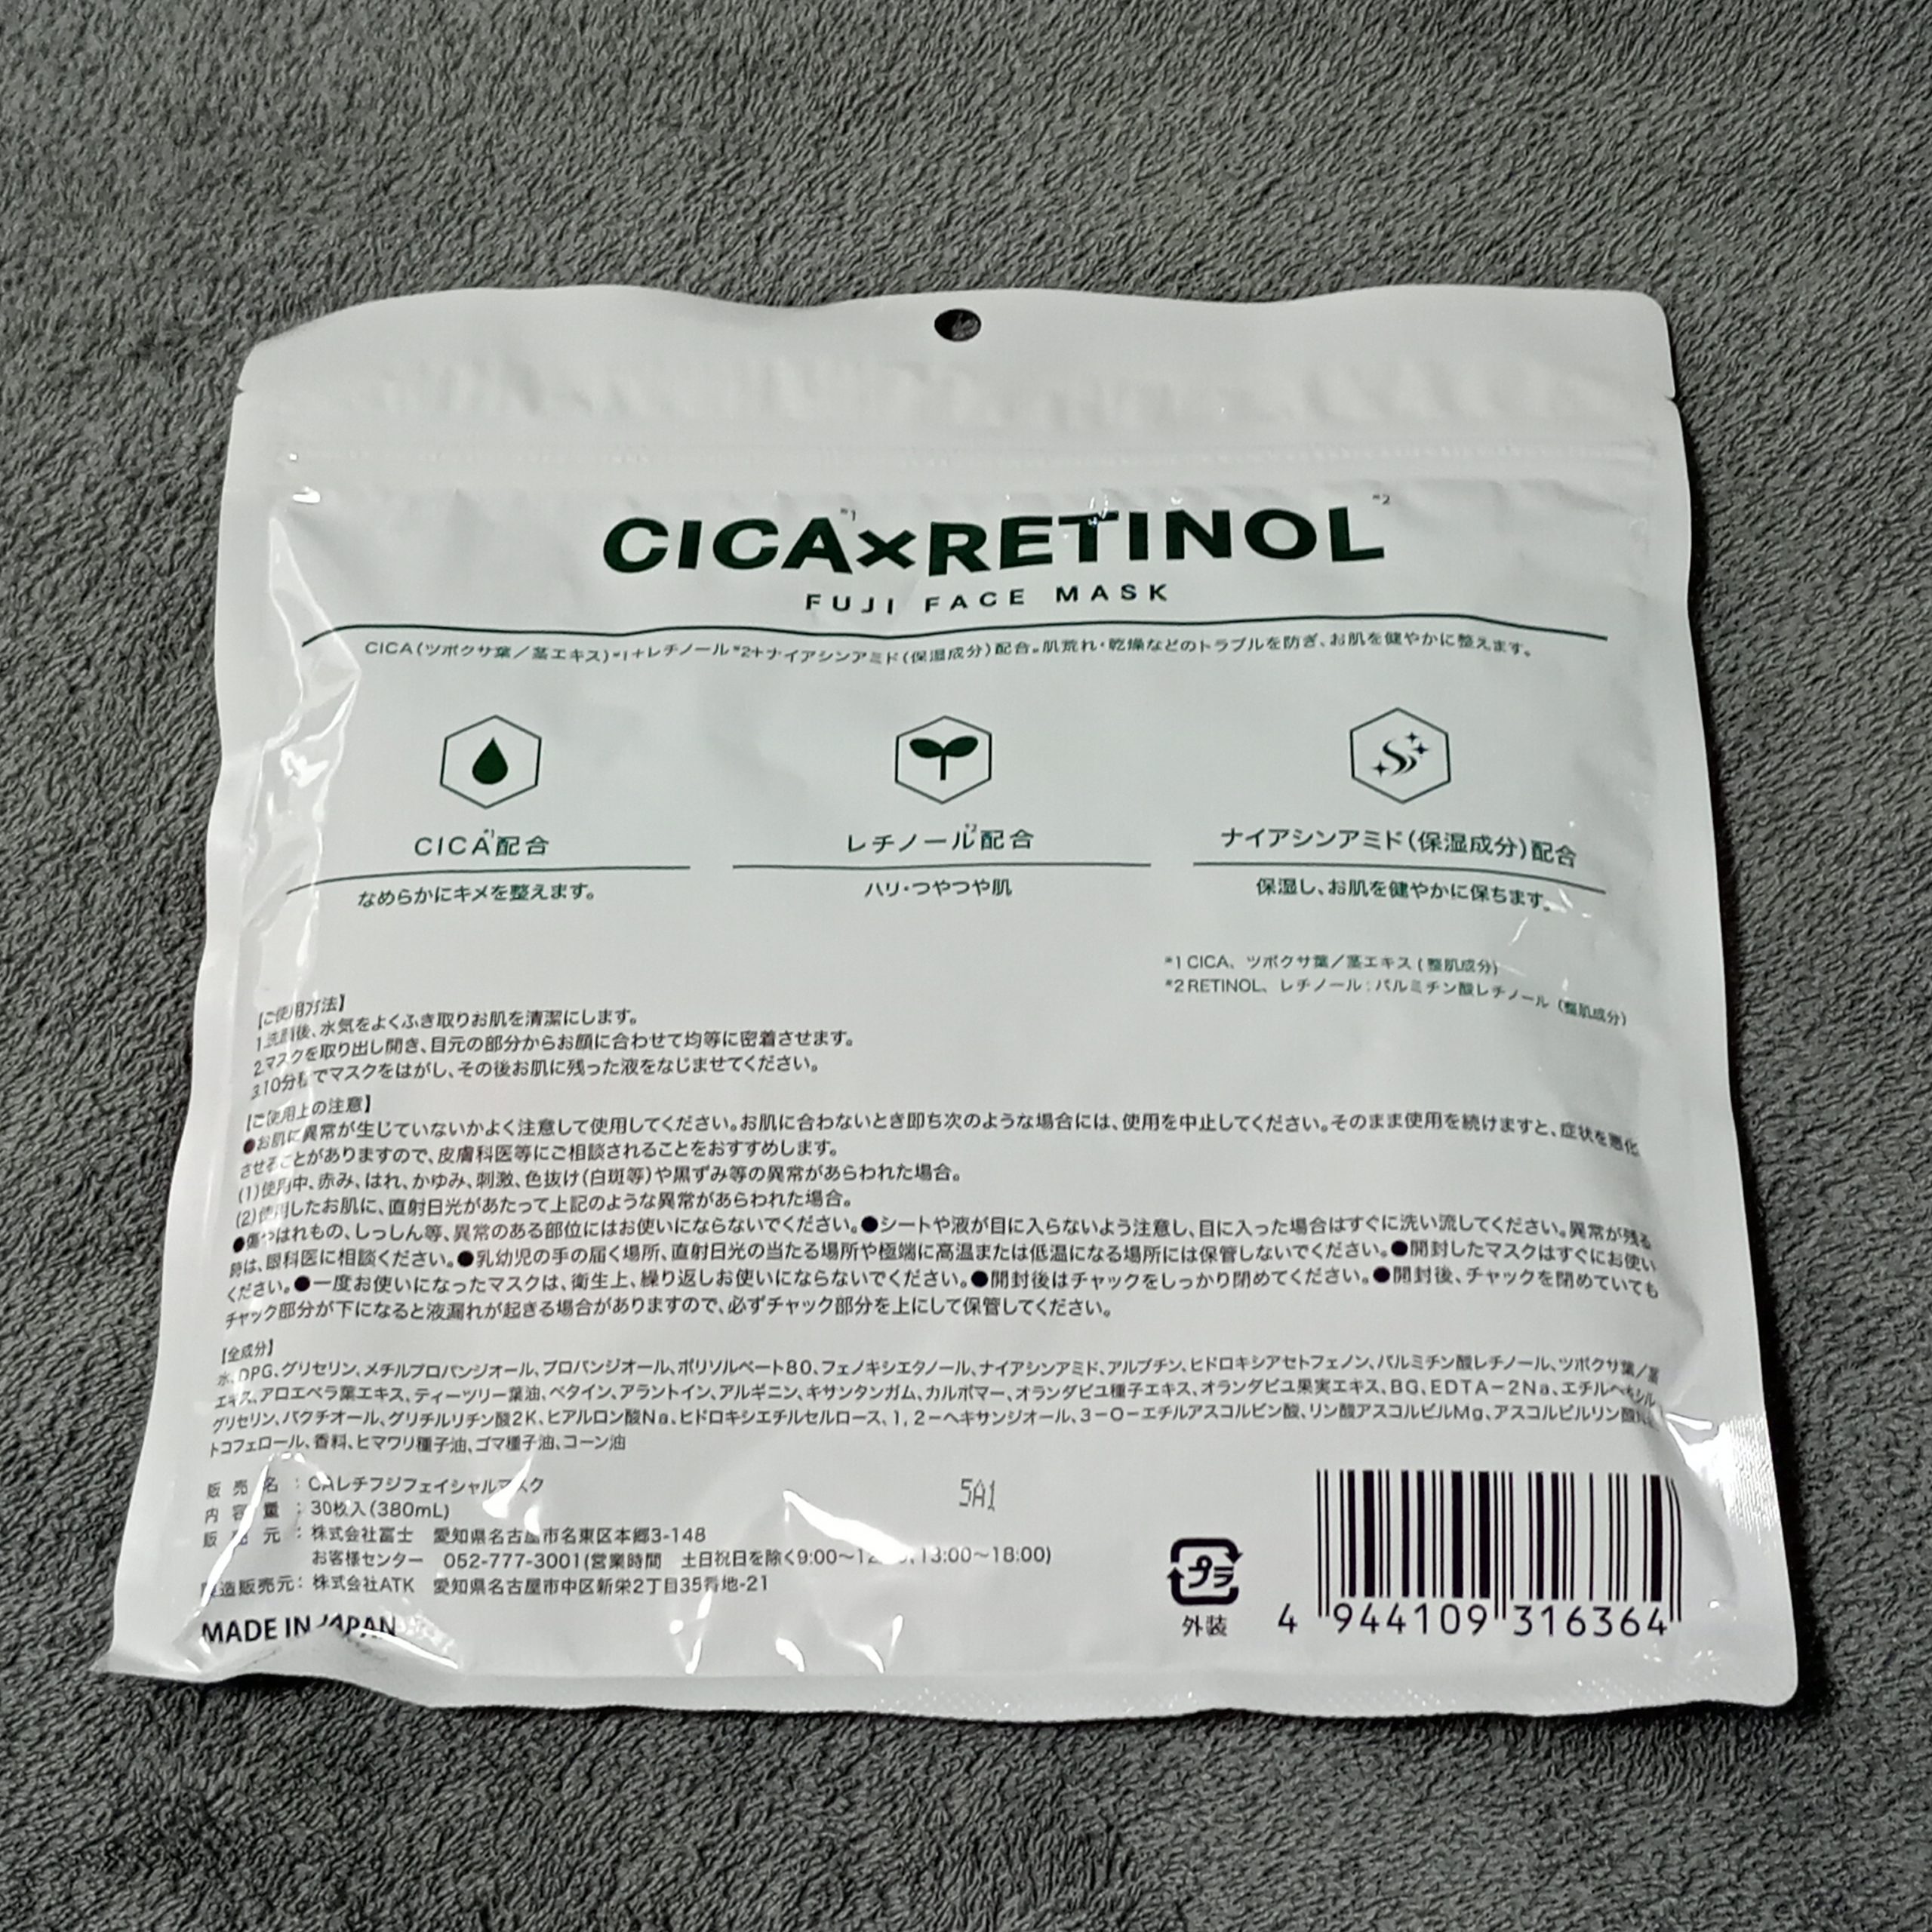 CICA*1×RETINOL*2
FUJI FACE MASK
CICA(ツボクサ葉/茎エキス)*1+レチノール*2+ナイアシンアミド(保湿成分)配合。肌荒れ・乾燥などのトラブルを防ぎ、お肌を健やかに整えます。
CICA*1配合
なめらかにキメを整えます。
レチノール*2配合
ハリ・つやつや肌
ナイアシンアミド(保湿成分)配合
保湿し、お肌を健やかに保ちます。
*1 CICA、ツボクサ葉/茎エキス(整肌成分)
*2 RETINOL、レチノール:パルミチン酸レチノール(整肌成分)
【ご使用方法】
1.洗顔後、水気をよくふき取りお肌を清潔にします。
2.マスクを取り出し開き、目元の部分からお顔に合わせて均等に密着させます。
3.10分程でマスクをはがし、その後お肌に残った液をなじませてください。
【ご使用上の注意】
●お肌に異常が生じていないかよく注意して使用してください。お肌に合わないとき即ち次のような場合には、使用を中止してください。そのまま使用を続けますと、症状を悪化
させることがありますので、皮膚科医等にご相談されることをおすすめします。
(1)使用中、赤み、はれ、かゆみ、刺激、色抜け(白斑等)や黒ずみ等の異常があらわれた場合。
(2)使用したお肌に、直射日光があたって上記のような異常があらわれた場合。
●傷やはれもの、しっしん等、異常のある部位にはお使いにならないでください。●シートや液が目に入らないよう注意し、目に入った場合はすぐに洗い流してください。異常が残る
時は、眼科医に相談ください。●乳幼児の手の届く場所、直射日光の当たる場所や極端に高温または低温になる場所には保管しないでください。●開封したマスクはすぐにお使い
ください。●一度お使いになったマスクは、衛生上、繰り返しお使いにならないでください。●開封後はチャックをしっかり閉めてください。●開封後、チャックを閉めていても
チャック部分が下になると液漏れが起きる場合がありますので、必ずチャック部分を上にして保管してください。
【全成分】
水、DPG、グリセリン、メチルプロパンジオール、プロパンジオール、ポリソルベート80、フェノキシエタノール、ナイアシンアミド、アルブチン、ヒドロキシアセトフェノン、パルミチン酸レチノール、ツボクサ葉/茎
エキス、アロエベラ葉エキス、ティーツリー葉油、ベタイン、アラントイン、アルギニン、キサンタンガム、カルボマー、オランダビユ種子エキス、オランダビユ果実エキス、BG、EDTA-2Na、エチルヘキシル
グリセリン、バクチオール、グリチルリチン酸2K、ヒアルロン酸Na、ヒドロキシエチルセルロース、1,2-ヘキサンジオール、3-O-エチルアスコルビン酸、リン酸アスコルビルMg、アスコルビルリン酸
トコフェロール、香料、ヒマワリ種子油、ゴマ種子油、コーン油
販売名:CAレチフジフェイシャルマスク
内容量:30枚入(380mL)
販売元:株式会社富士 愛知県名古屋市名東区本郷3-148
お客様センター 052-777-3001(営業時間 土日祝日を除く9:00〜12 13:00〜18:00)
製造販売元:株式会社ATK 愛知県名古屋市中区新栄2丁目35番地-21
MADE IN JAPAN
5A1
プラ
外装
4 944109 316364